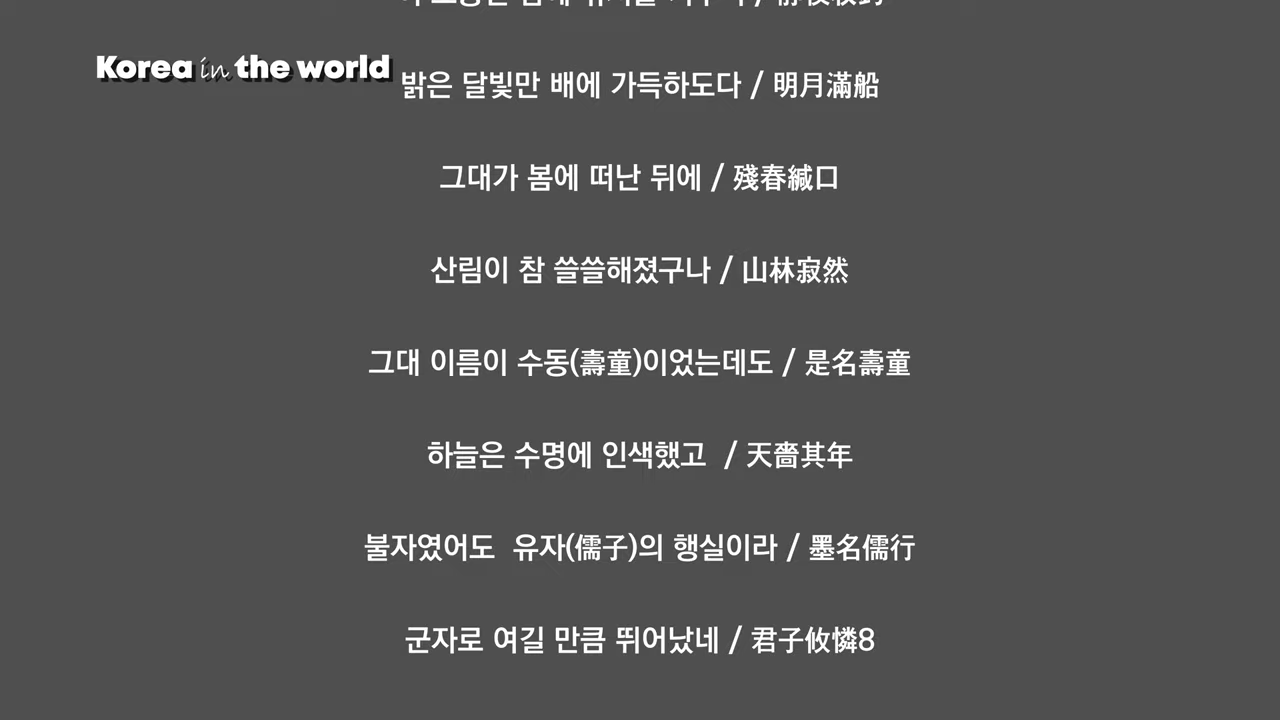 Korea in the world
밝은 달빛만 배에 가득하도다 / 明月滿船
그대가 봄에 떠난 뒤에 / 殘春緘口
산림이 참 쓸쓸해졌구나 / 山林寂然
그대 이름이 수동(壽童)이었는데도 / 是名壽童
하늘은 수명에 인색했고 / 天嗇其年
불자였어도 유자(儒子)의 행실이라 / 墨名儒行
군자로 여길 만큼 뛰어났네 / 君子攸憐8